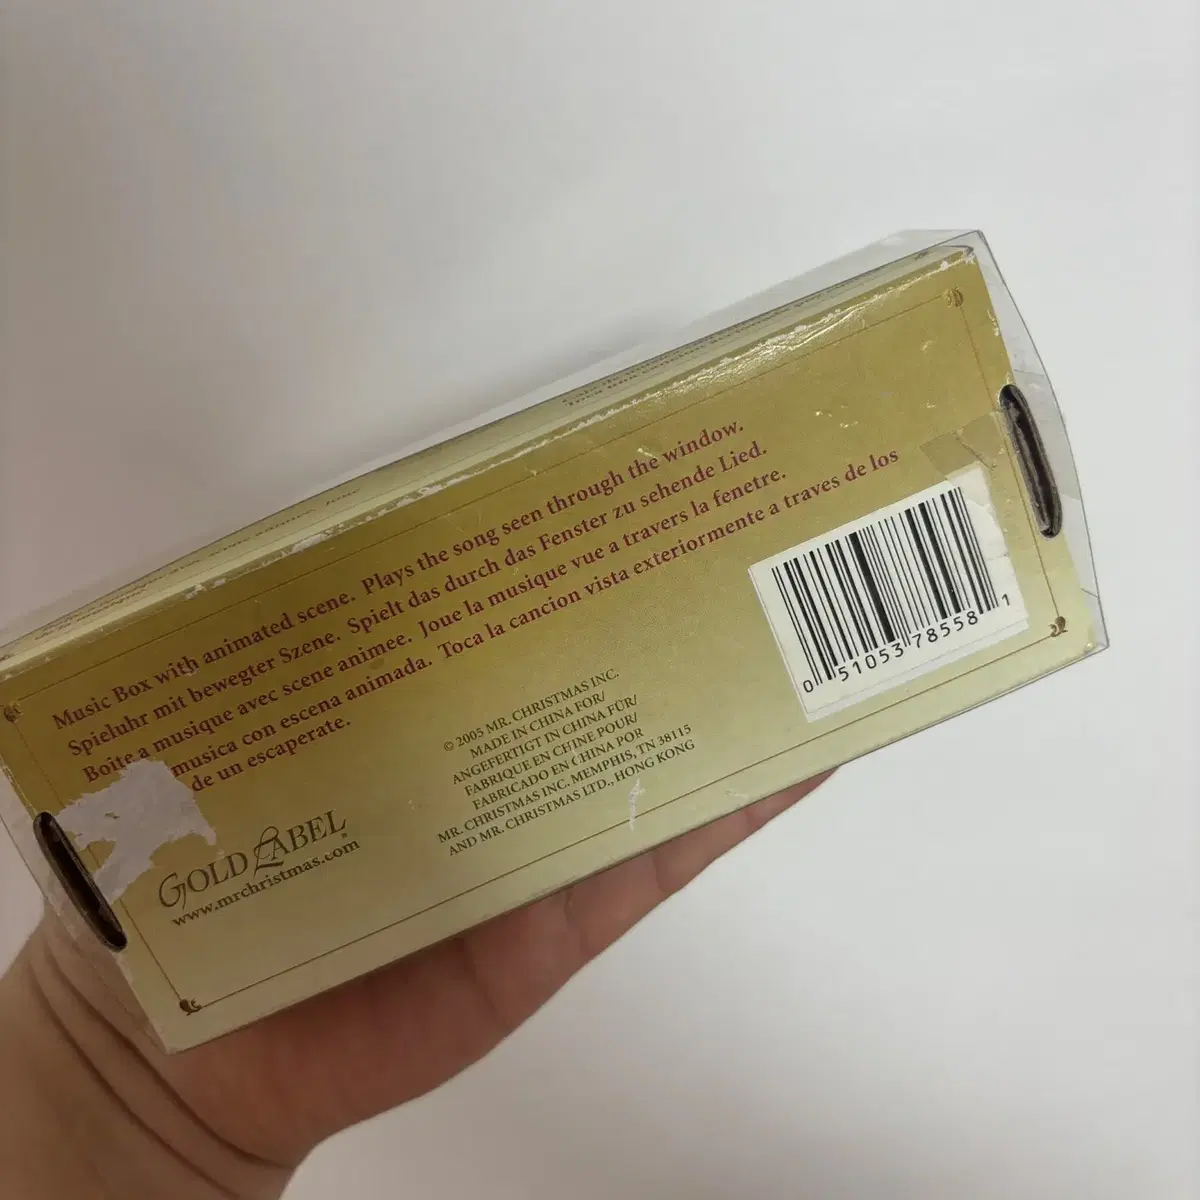 Music Box with animated scene. Plays the song seen through the window.
Spieluhr mit bewegter Szene. Spielt das durch das Fenster zu sehende Lied.
Boite a musique avec scene animee. Joue la musique vue a travers la fenetre.
musica con escena animada. Toca la cancion vista exteriormente a traves de los
de un escaperate.
© 2005 MR. CHRISTMAS INC.
MADE IN CHINA FOR/
ANGEFERTIGT IN CHINA FÜR/
FABRIQUE EN CHINE POUR/
FABRICADO EN CHINA POR
MR. CHRISTMAS INC. MEMPHIS, TN 38115
AND MR. CHRISTMAS LTD., HONG KONG
GOLD LABEL
www.mrchristmas.com
0 51053 78558 1